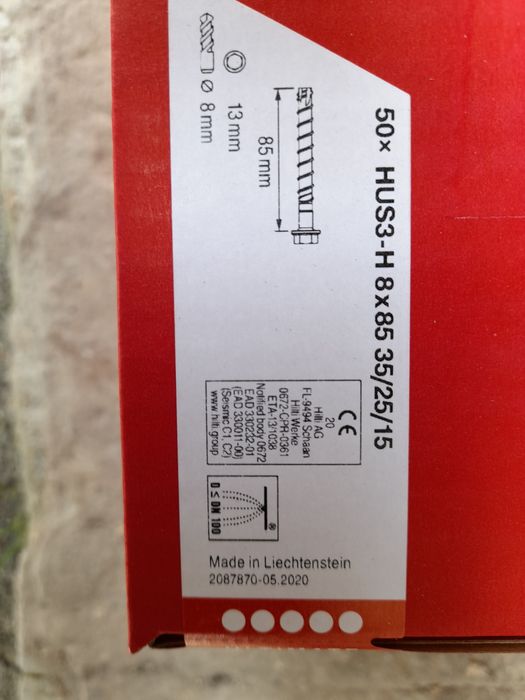 50x HUS3-H 8x85 35/25/15
85 mm
13 mm
Ø 8 mm
CE
20
Hilti AG
Hilti Werke
FL-9494 Schaan
0672-CPR-0361
ETA-13/1038
Notified body 0672
EAD 330232-01
(EAD 330011-00)
(Seismic C1, C2)
www.hilti.group
D ≤ DN 100
®
Made in Liechtenstein
2087870-05.2020